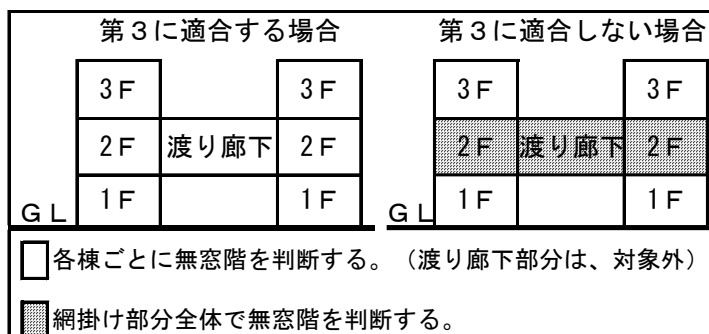 第３に適合する場合　第３に適合しない場合
３Ｆ　３Ｆ　３Ｆ　３Ｆ
２Ｆ　渡り廊下　２Ｆ　２Ｆ　渡り廊下　２Ｆ
ＧＬ　１Ｆ　１Ｆ　ＧＬ　１Ｆ　１Ｆ
各棟ごとに無窓階を判断する。（渡り廊下部分は、対象外）
網掛け部分全体で無窓階を判断する。